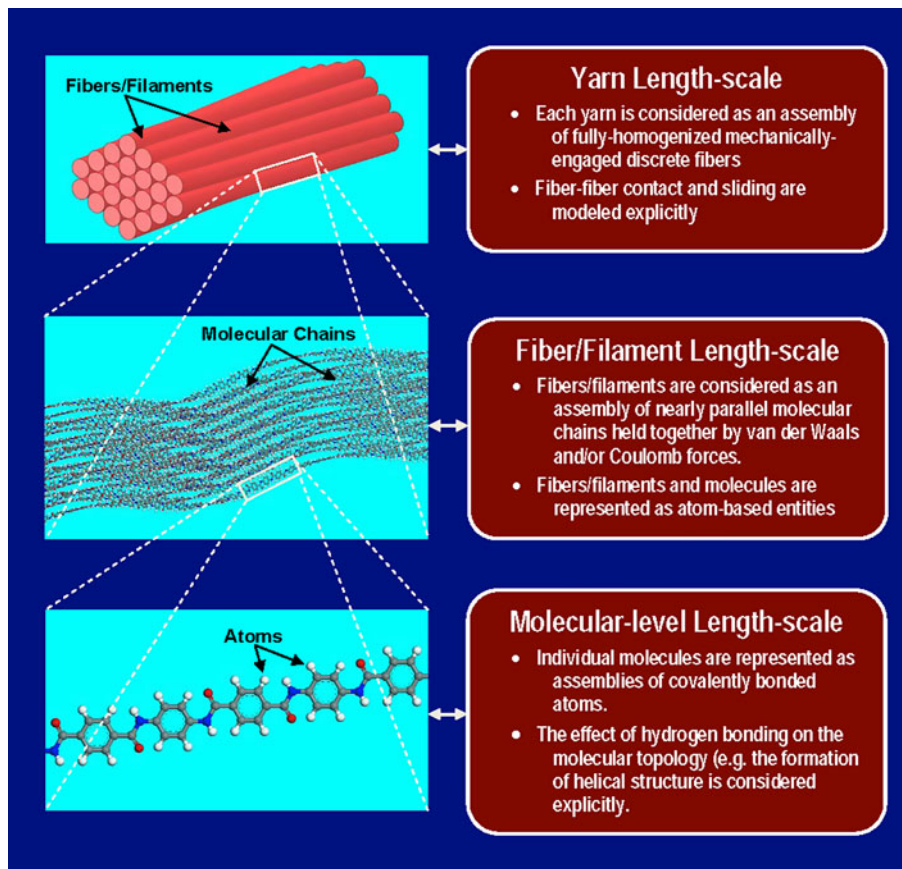 Fibers/Filaments
Yarn Length-scale
• Each yarn is considered as an assembly
of fully-homogenized mechanically-
engaged discrete fibers
• Fiber-fiber contact and sliding are
modeled explicitly
Molecular Chains
Fiber/Filament Length-scale
• Fibers/filaments are considered as an
assembly of nearly parallel molecular
chains held together by van der Waals
and/or Coulomb forces.
• Fibers/filaments and molecules are
represented as atom-based entities
Atoms
Molecular-level Length-scale
• Individual molecules are represented as
assemblies of covalently bonded
atoms.
• The effect of hydrogen bonding on the
molecular topology (e.g. the formation
of helical structure is considered
explicitly.